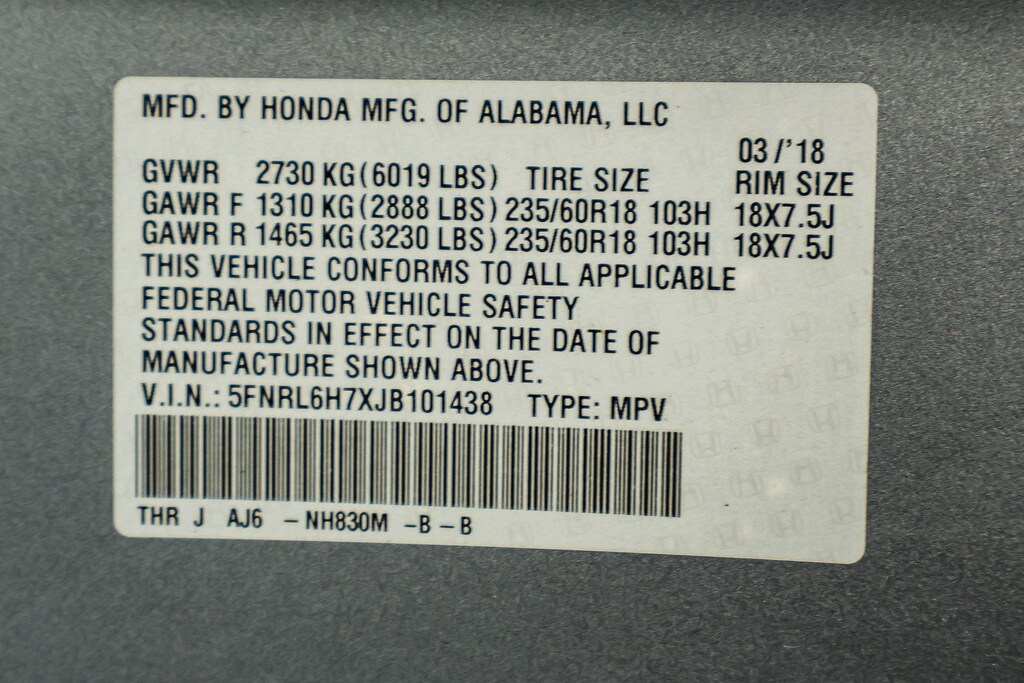 MFD. BY HONDA MFG. OF ALABAMA, LLC
03/'18
GVWR 2730 KG(6019 LBS) TIRE SIZE RIM SIZE
GAWR F 1310 KG(2888 LBS) 235/60R18 103H 18X7.5J
GAWR R 1465 KG(3230 LBS) 235/60R18 103H 18X7.5J
THIS VEHICLE CONFORMS TO ALL APPLICABLE
FEDERAL MOTOR VEHICLE SAFETY
STANDARDS IN EFFECT ON THE DATE OF
MANUFACTURE SHOWN ABOVE.
V.I.N.: 5FNRL6H7XJB101438 TYPE: MPV
THR J AJ6 -NH830M -B-B